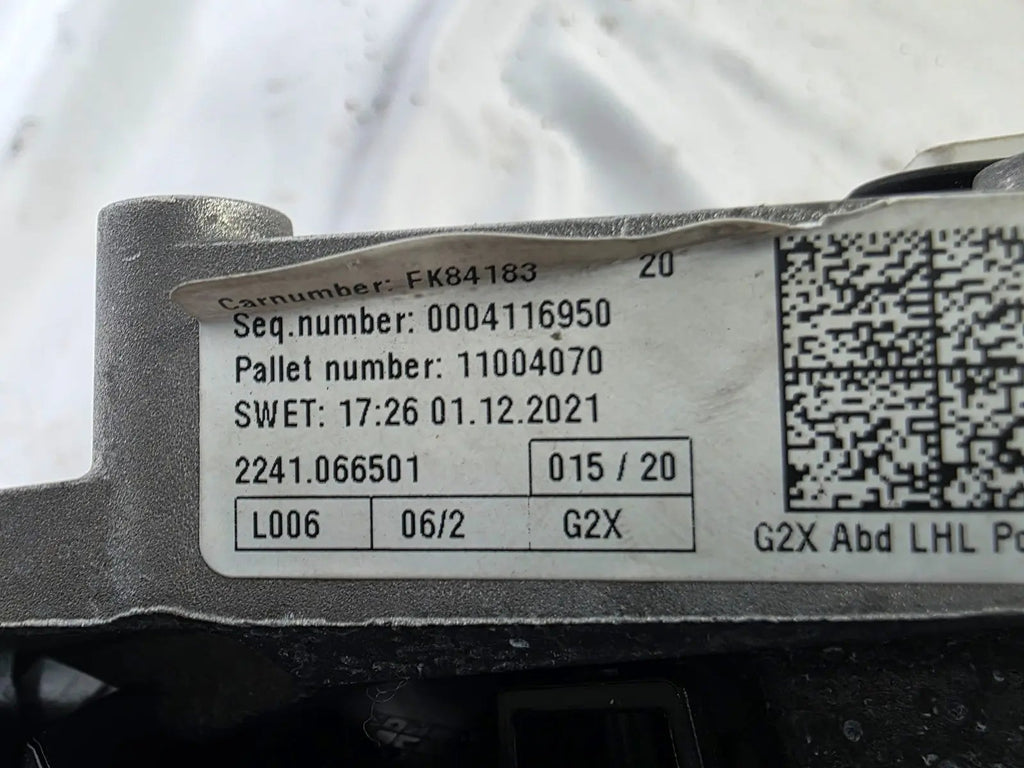 Carnumber: FK84183 20
Seq.number: 0004116950
Pallet number: 11004070
SWET: 17:26 01.12.2021
2241.066501 015 / 20
L006 06/2 G2X
G2X Abd LHL